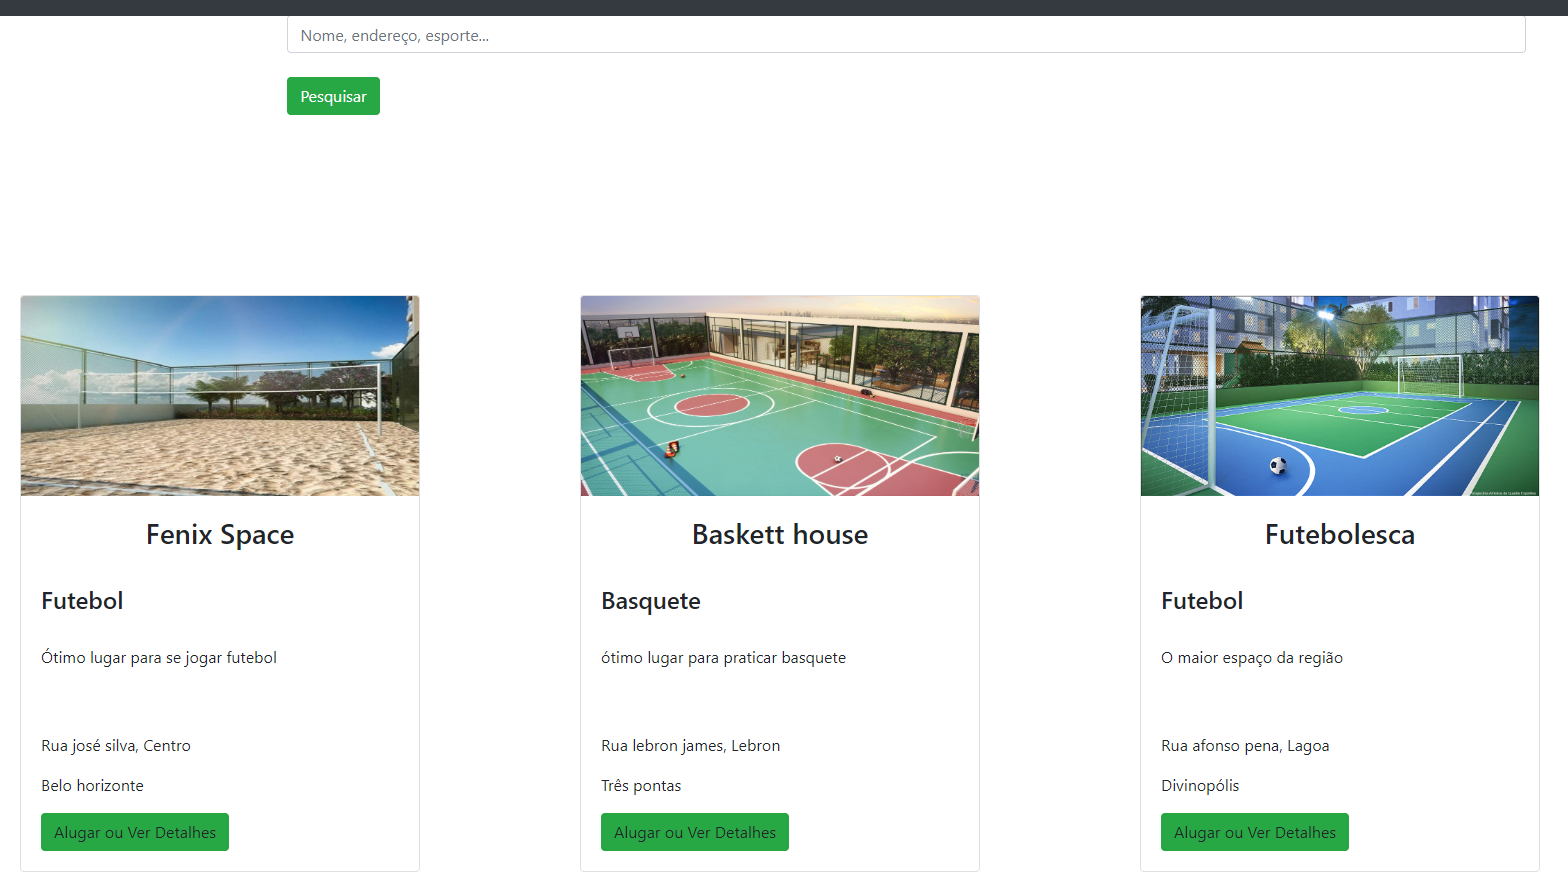 Nome, endereço, esporte...
Pesquisar
Fenix Space
Futebol
Ótimo lugar para se jogar futebol
Rua josé silva, Centro
Belo horizonte
Alugar ou Ver Detalhes
Baskett house
Basquete
ótimo lugar para praticar basquete
Rua lebron james, Lebron
Três pontas
Alugar ou Ver Detalhes
Futebolesca
Futebol
O maior espaço da região
Rua afonso pena, Lagoa
Divinopólis
Alugar ou Ver Detalhes